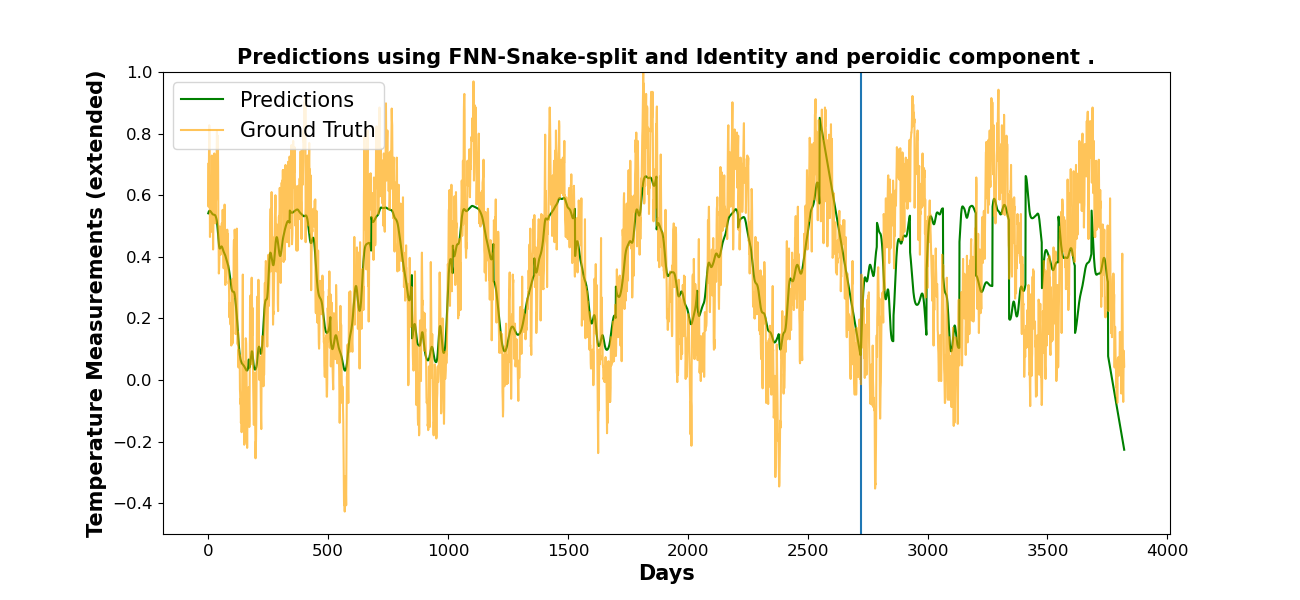 Predictions using FNN-Snake-split and Identity and peroidic component .
Temperature Measurements (extended)
1.0
0.8
0.6
0.4
0.2
0.0
−0.2
−0.4
Predictions
Ground Truth
0 500 1000 1500 2000 2500 3000 3500 4000
Days